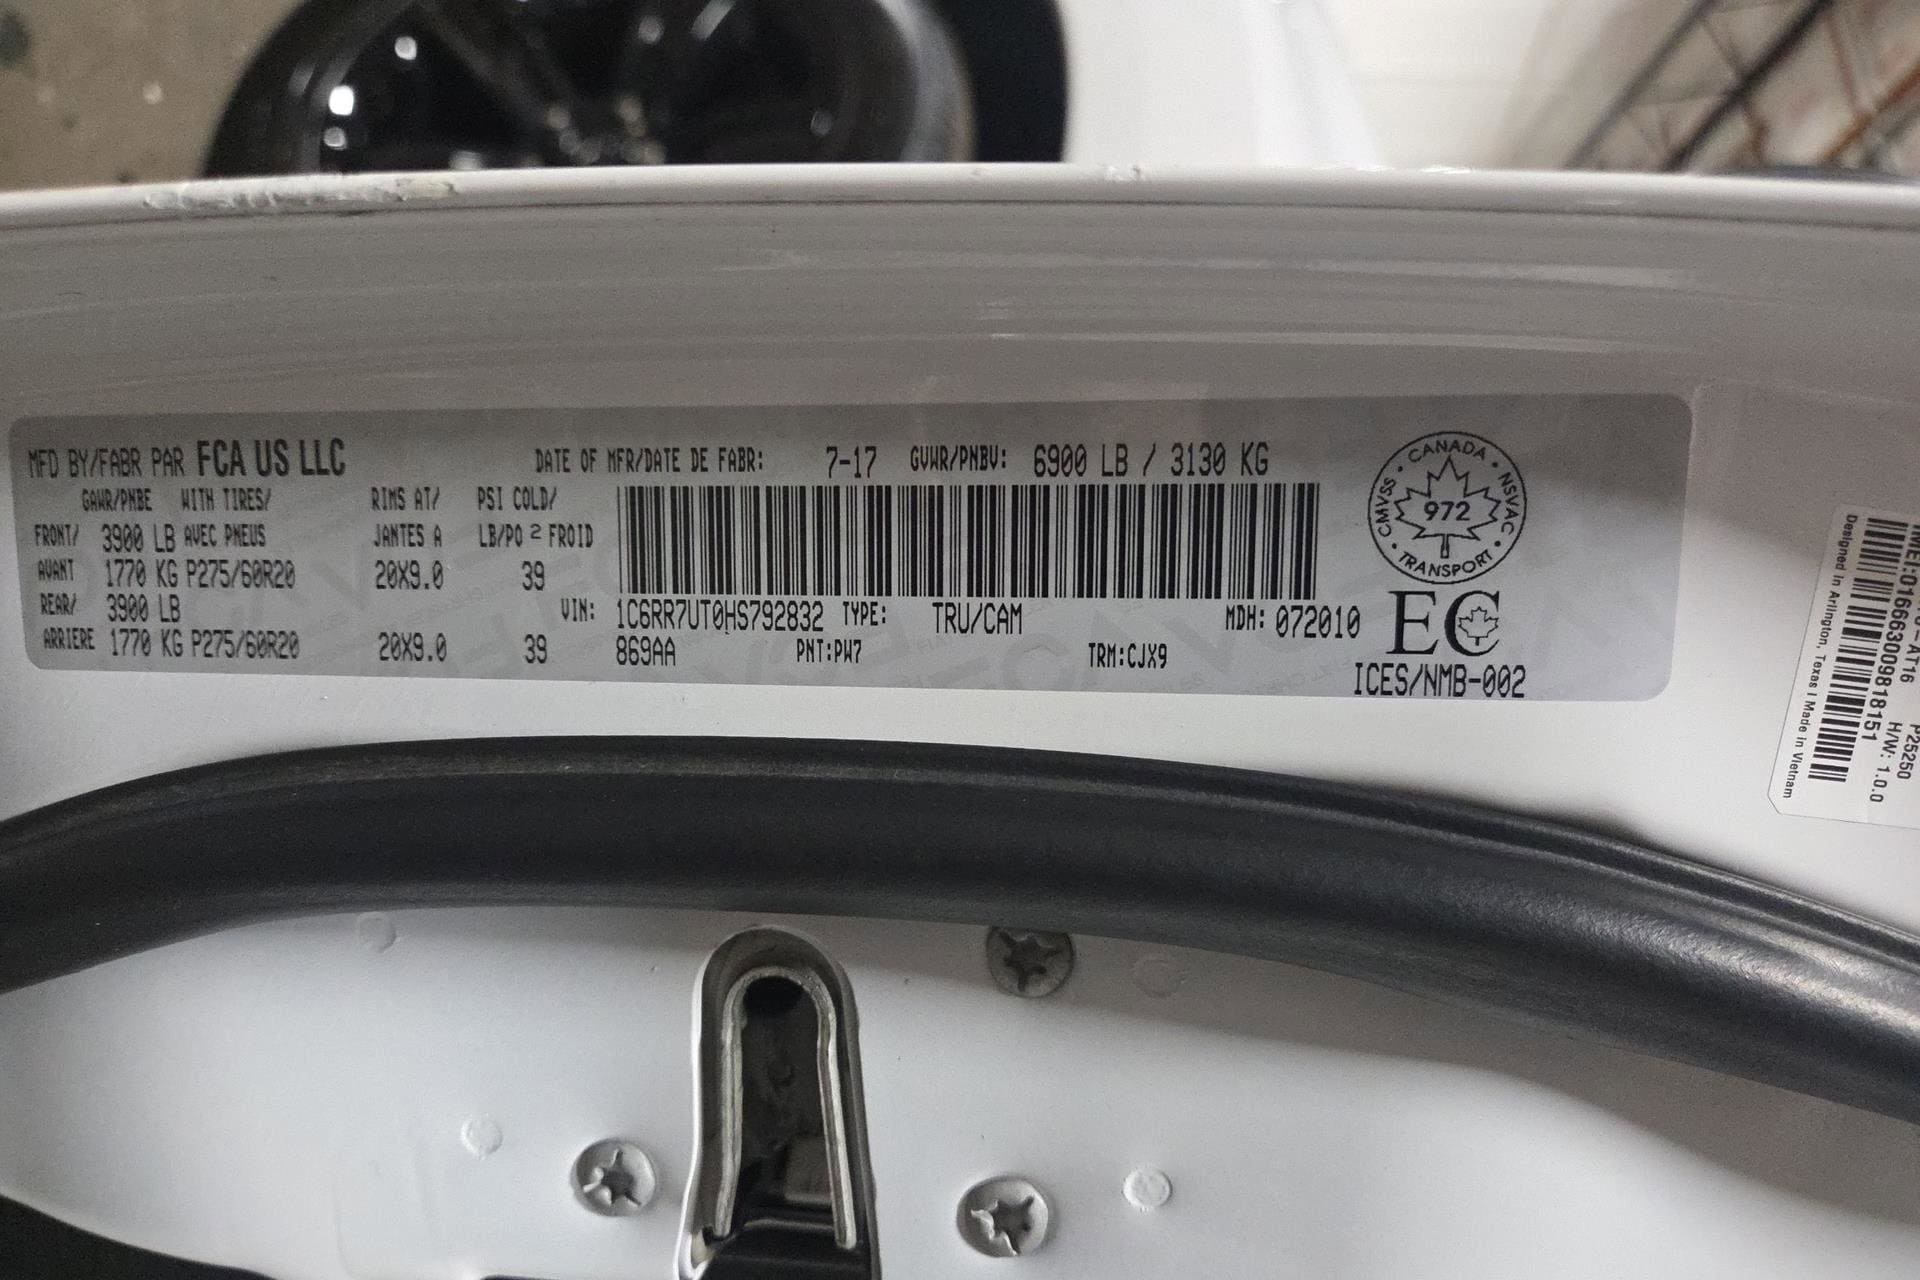 MFD BY/FABR PAR FCA US LLC DATE OF MFR/DATE DE FABR: 7-17 GVWR/PNBV: 6900 LB / 3130 KG
GAWR/PNBE WITH TIRES/ RIMS AT/ PSI COLD/
FRONT/ 3900 LB AVEC PNEUS JANTES A LB/PO 2 FROID
AVANT 1770 KG P275/60R20 20X9.0 39
REAR/ 3900 LB
ARRIERE 1770 KG P275/60R20 20X9.0 39
VIN: 1C6RR7UT0HS792832 TYPE: TRU/CAM MDH: 072010
869AA PNT:PW7 TRM:CJX9
CANADA
CMVSS 972 NSVAC
TRANSPORT
EC
ICES/NMB-002
P25250
H/W: 1.0.0
IMEI:016663009818151
Designed in Arlington, Texas | Made in Vietnam